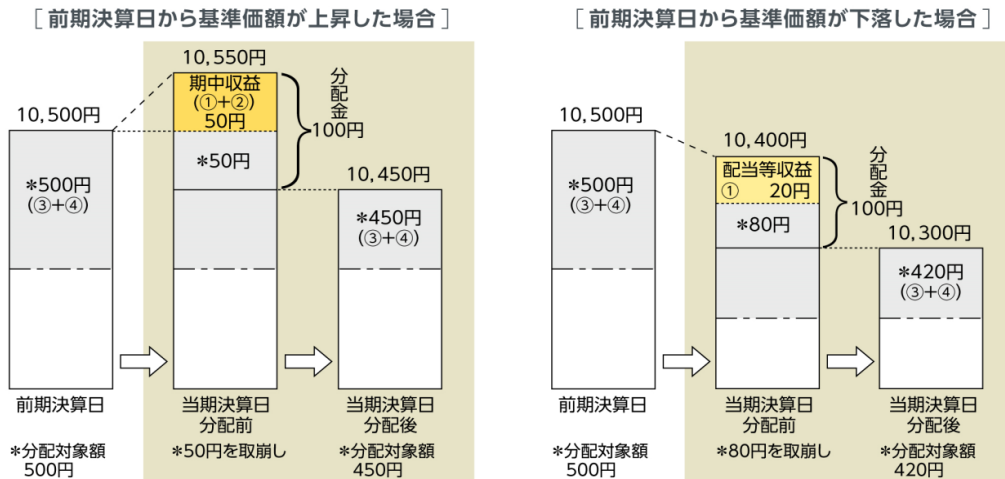 [前期決算日から基準価額が上昇した場合]
10,550円
期中収益
(①+②)
50円
分配金
100円
10,500円
*50円
10,450円
*500円
(③+④)
*450円
(③+④)
前期決算日
当期決算日
分配前
当期決算日
分配後
*分配対象額
500円
*50円を取崩し
*分配対象額
450円
[前期決算日から基準価額が下落した場合]
10,500円
10,400円
配当等収益
① 20円
分配金
100円
*500円
(③+④)
*80円
10,300円
*420円
(③+④)
前期決算日
当期決算日
分配前
当期決算日
分配後
*分配対象額
500円
*80円を取崩し
*分配対象額
420円